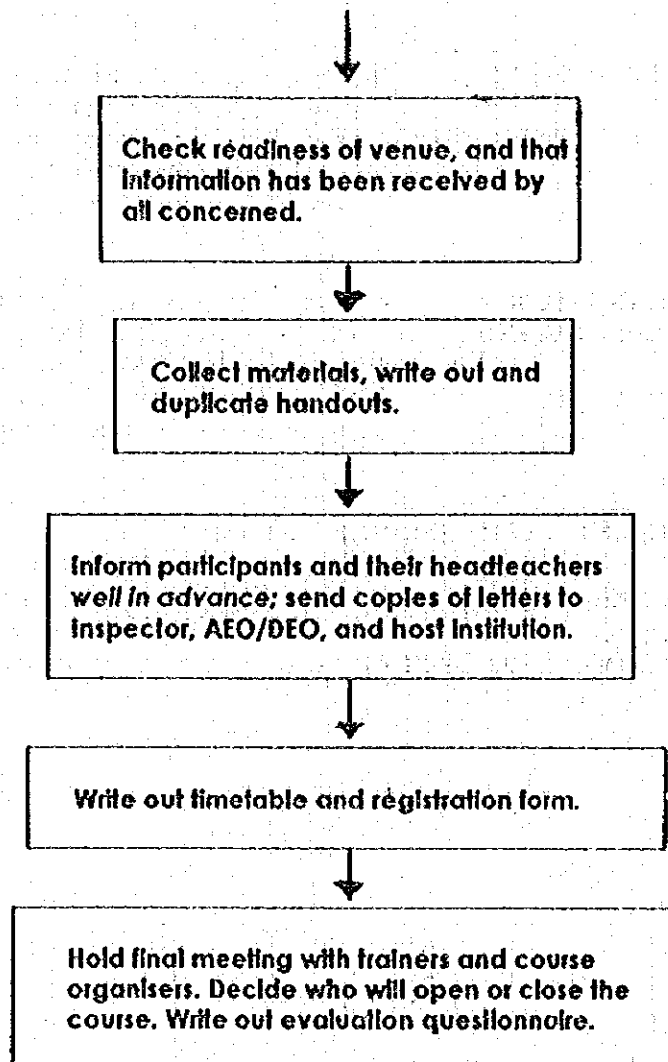 Check readiness of venue, and that
information has been received by
all concerned.
Collect materials, write out and
duplicate handouts.
Inform participants and their headteachers
well in advance; send copies of letters to
Inspector, AEO/DEO, and host institution.
Write out timetable and registration form.
Hold final meeting with trainers and course
organisers. Decide who will open or close the
course. Write out evaluation questionnaire.